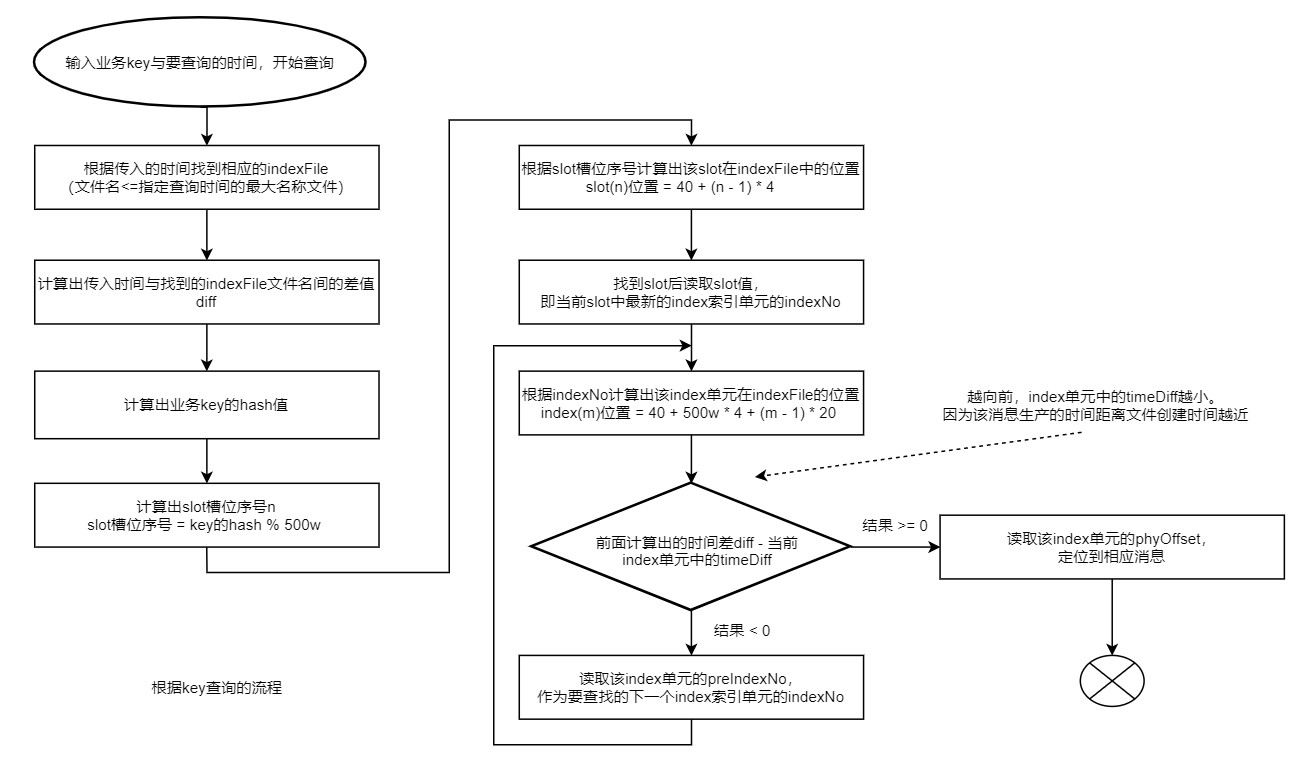 输入业务key与要查询的时间，开始查询
根据传入的时间找到相应的indexFile
(文件名<=指定查询时间的最大名称文件)
计算出传入时间与找到的indexFile文件名间的差值
diff
计算出业务key的hash值
计算出slot槽位序号n
slot槽位序号 = key的hash % 500w
根据slot槽位序号计算出该slot在indexFile中的位置
slot(n)位置 = 40 + (n - 1) * 4
找到slot后读取slot值，
即当前slot中最新的index索引单元的indexNo
根据indexNo计算出该index单元在indexFile的位置
index(m)位置 = 40 + 500w * 4 + (m - 1) * 20
越向前，index单元中的timeDiff越小。
因为该消息生产的时间距离文件创建时间越近
前面计算出的时间差diff - 当前
index单元中的timeDiff
结果 >= 0
读取该index单元的phyOffset，
定位到相应消息
结果 < 0
读取该index单元的preIndexNo，
作为要查找的下一个index索引单元的indexNo
根据key查询的流程